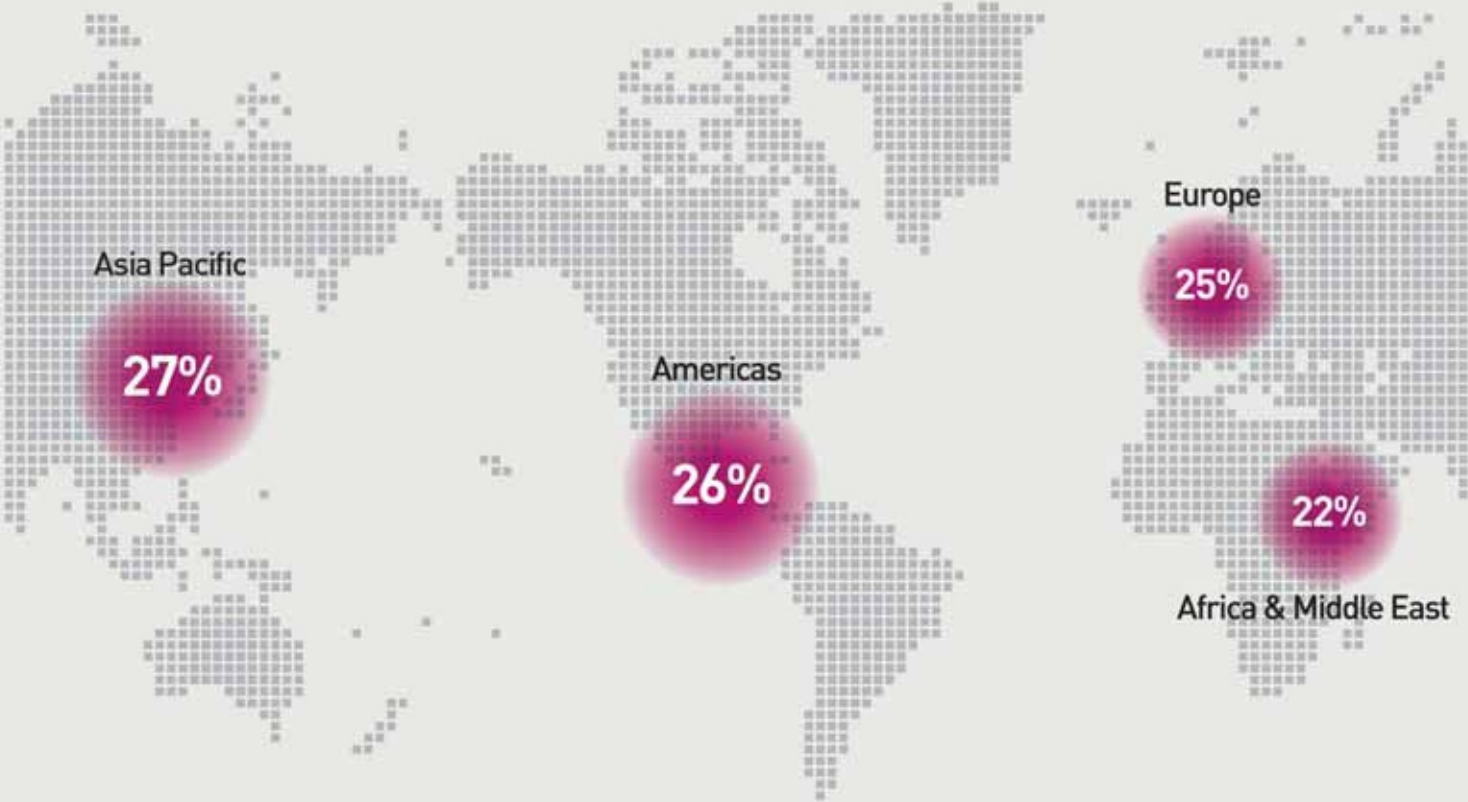 Europe
25%
Asia Pacific
27%
Americas
26%
22%
Africa & Middle East